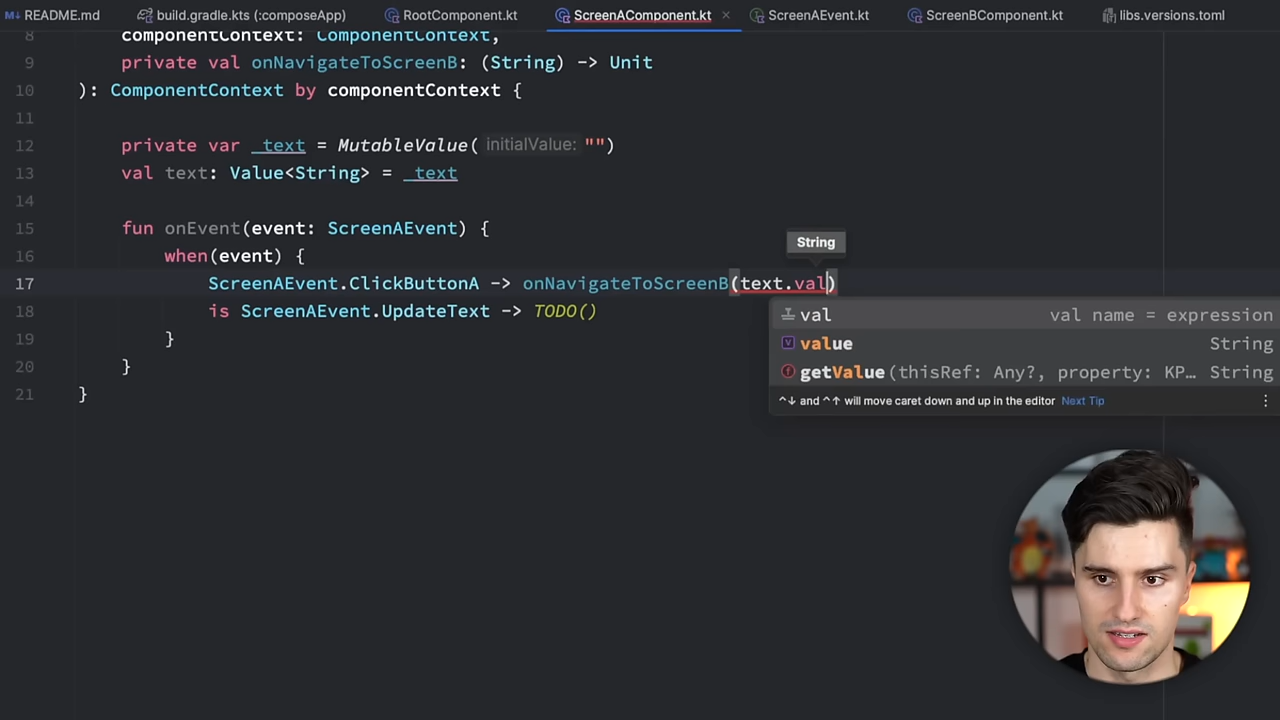 README.md
build.gradle.kts (:composeApp)
RootComponent.kt
ScreenAComponent.kt
ScreenAEvent.kt
ScreenBComponent.kt
libs.versions.toml
8 componentContext: ComponentContext,
9 private val onNavigateToScreenB: (String) -> Unit
10 ): ComponentContext by componentContext {
11
12 private var _text = MutableValue( initialValue: "")
13 val text: Value<String> = _text
14
15 fun onEvent(event: ScreenAEvent) {
String
16 when(event) {
17 ScreenAEvent.ClickButtonA -> onNavigateToScreenB(text.val)
val val name = expression
18 is ScreenAEvent.UpdateText -> TODO()
value String
19 }
20 }
getValue(thisRef: Any?, property: KP… String
21 }
^↓ and ^↑ will move caret down and up in the editor Next Tip